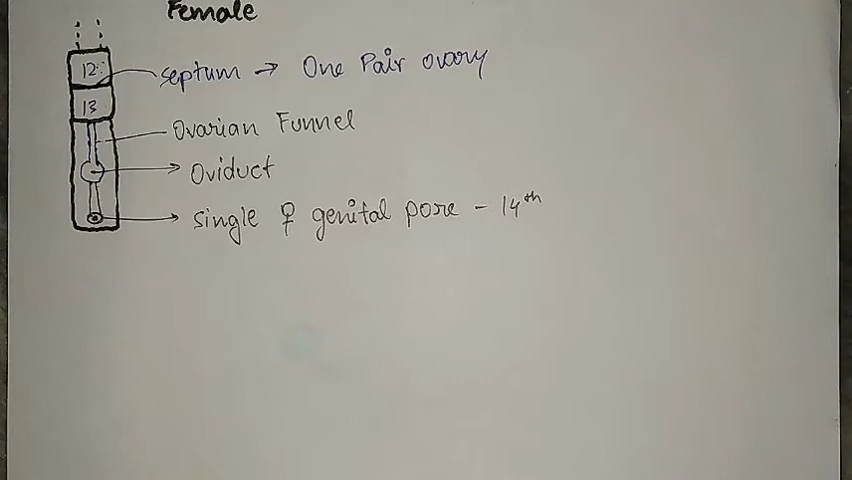 Female
12
septum → One Pair ovary
13
Ovarian Funnel
Oviduct
Single ♀ genital pore - 14th